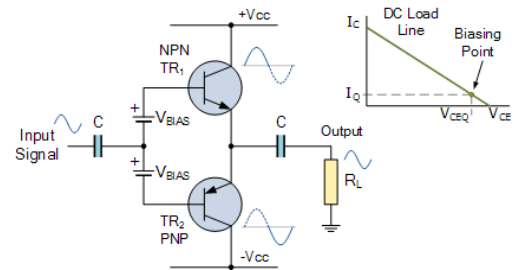 +Vcc
NPN
TR₁
C
+
VBIAS
Input
Signal
+
VBIAS
TR₂
PNP
-Vcc
C
Output
RL
IC
DC Load
Line
Biasing
Point
IQ
VCEQ
VCE